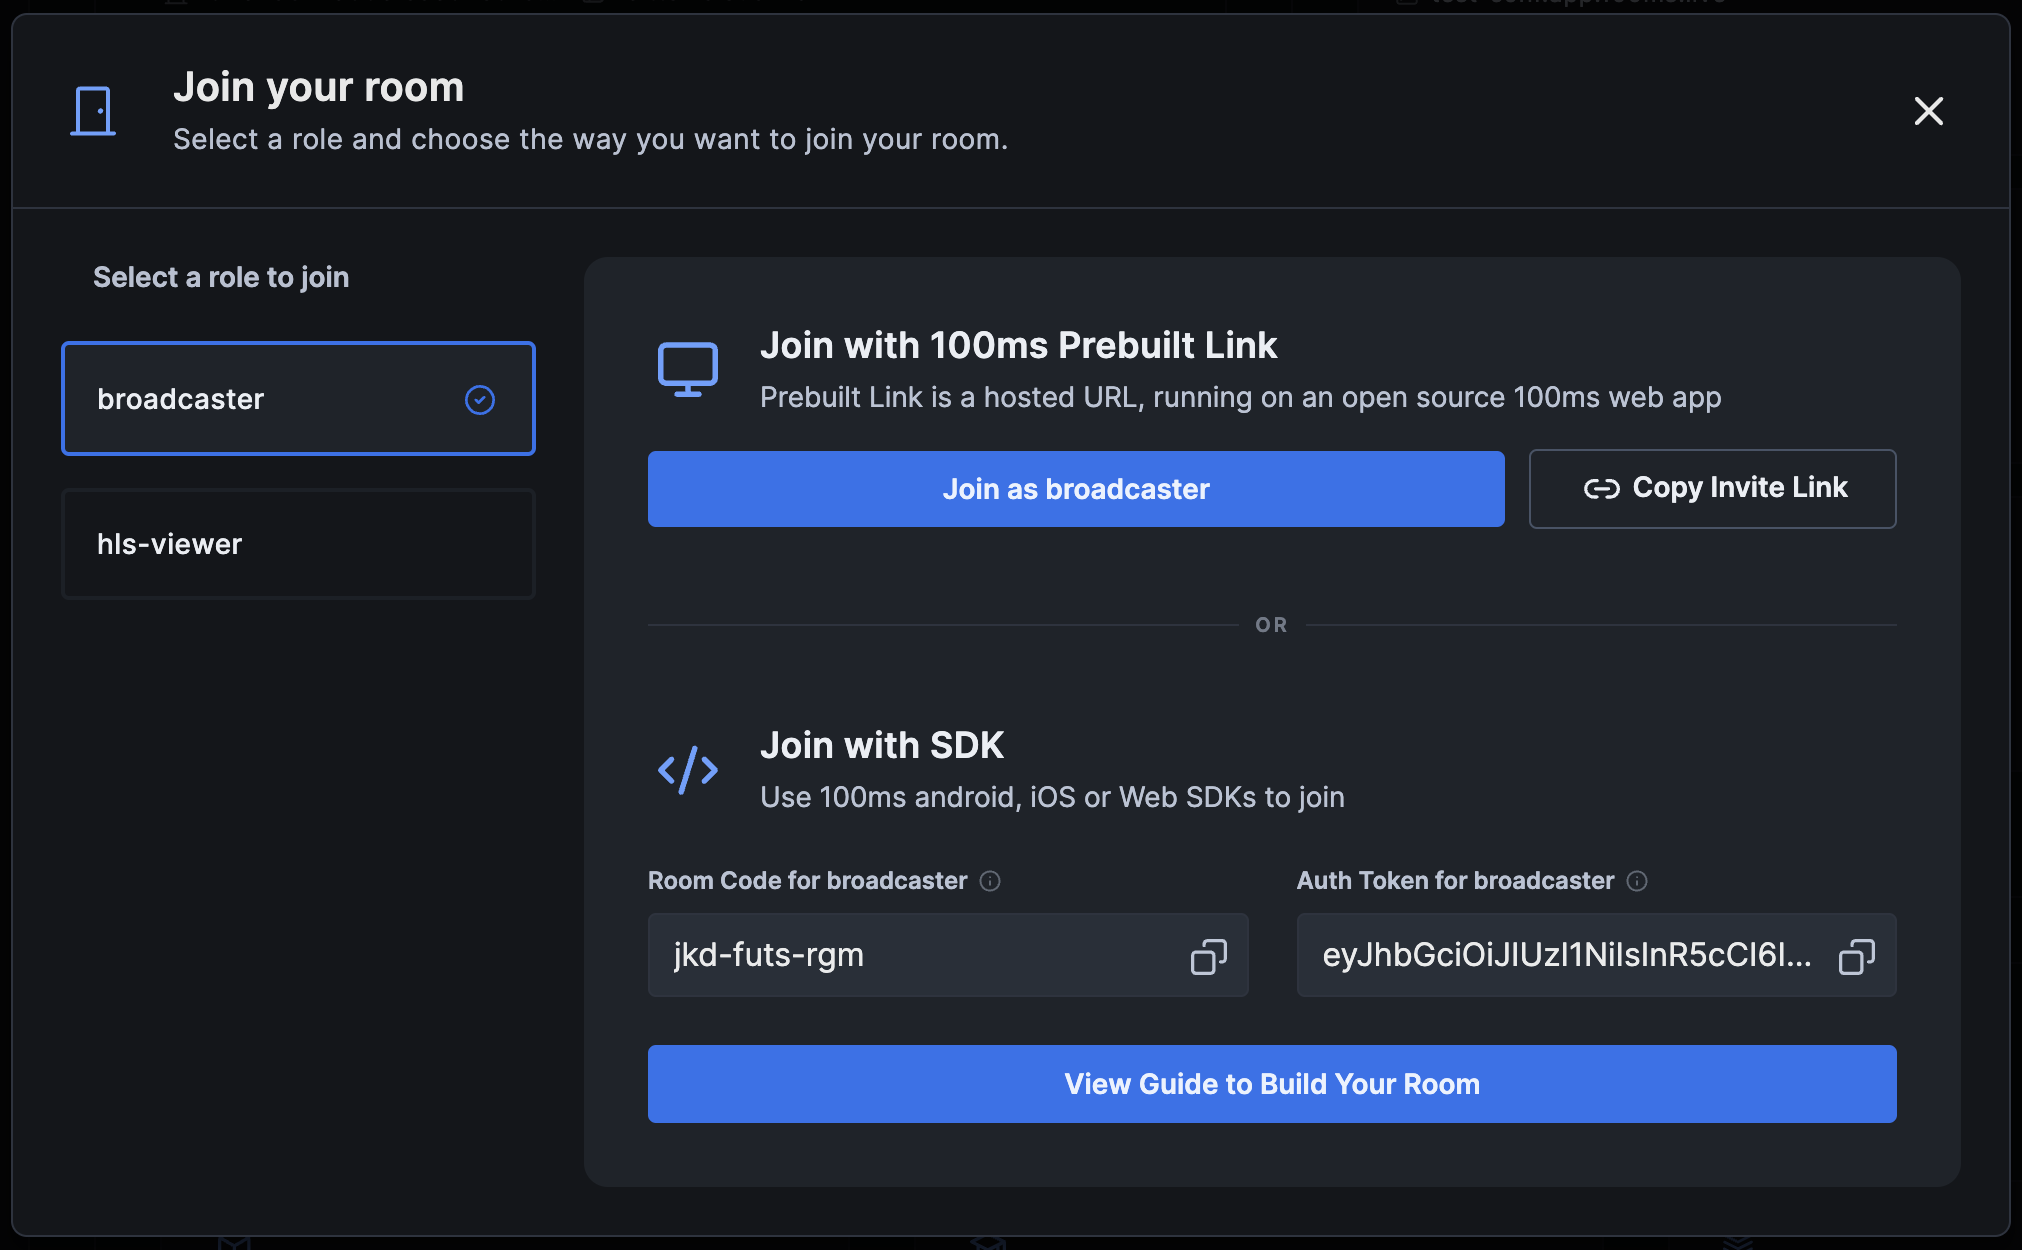 Join your room
Select a role and choose the way you want to join your room.
Select a role to join
broadcaster
hls-viewer
Join with 100ms Prebuilt Link
Prebuilt Link is a hosted URL, running on an open source 100ms web app
Join as broadcaster
Copy Invite Link
OR
Join with SDK
Use 100ms android, iOS or Web SDKs to join
Room Code for broadcaster
Auth Token for broadcaster
jkd-futs-rgm
eyJhbGciOiJIUzI1NiIsInR5cCI6I...
View Guide to Build Your Room